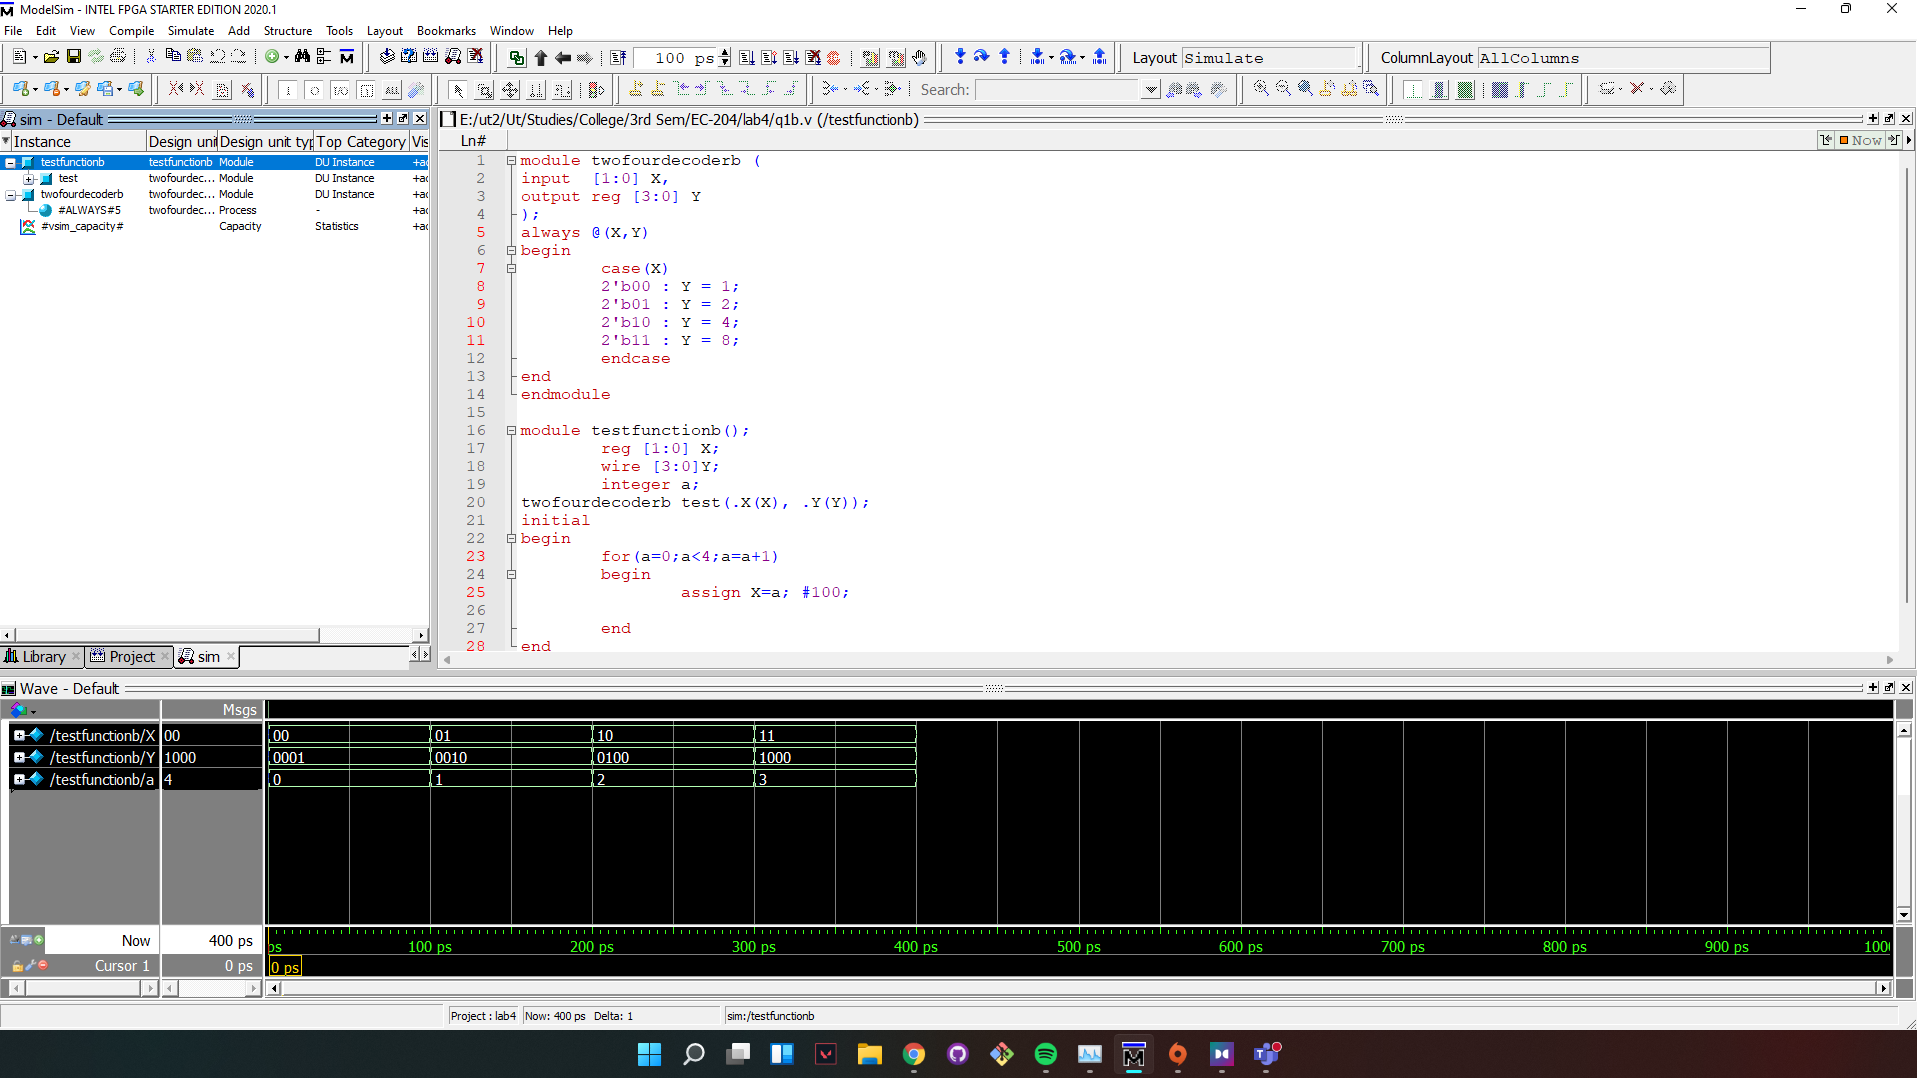 ModelSim - INTEL FPGA STARTER EDITION 2020.1
File Edit View Compile Simulate Add Structure Tools Layout Bookmarks Window Help
100 ps
Layout Simulate
ColumnLayout AllColumns
Search:
sim - Default
Instance Design unit Design unit typ Top Category Vis
testfunctionb testfunctionb Module DU Instance +ac
test twofourdec... Module DU Instance +ac
twofourdecoderb twofourdec... Module DU Instance +ac
#ALWAYS#5 twofourdec... Process - +ac
#vsim_capacity# Capacity Statistics +ac
Library Project sim
E:/ut2/Ut/Studies/College/3rd Sem/EC-204/lab4/q1b.v (/testfunctionb)
Ln#
Now
1 module twofourdecoderb (
2 input [1:0] X,
3 output reg [3:0] Y
4 );
5 always @(X,Y)
6 begin
7 case(X)
8 2'b00 : Y = 1;
9 2'b01 : Y = 2;
10 2'b10 : Y = 4;
11 2'b11 : Y = 8;
12 endcase
13 end
14 endmodule
15
16 module testfunctionb();
17 reg [1:0] X;
18 wire [3:0]Y;
19 integer a;
20 twofourdecoderb test(.X(X), .Y(Y));
21 initial
22 begin
23 for(a=0;a<4;a=a+1)
24 begin
25 assign X=a; #100;
26
27 end
28 end
Wave - Default
Msgs
/testfunctionb/X 00 00 01 10 11
/testfunctionb/Y 1000 0001 0010 0100 1000
/testfunctionb/a 4 0 1 2 3
Now 400 ps ps 100 ps 200 ps 300 ps 400 ps 500 ps 600 ps 700 ps 800 ps 900 ps 1000
Cursor 1 0 ps 0 ps
Project : lab4 Now: 400 ps Delta: 1 sim:/testfunctionb